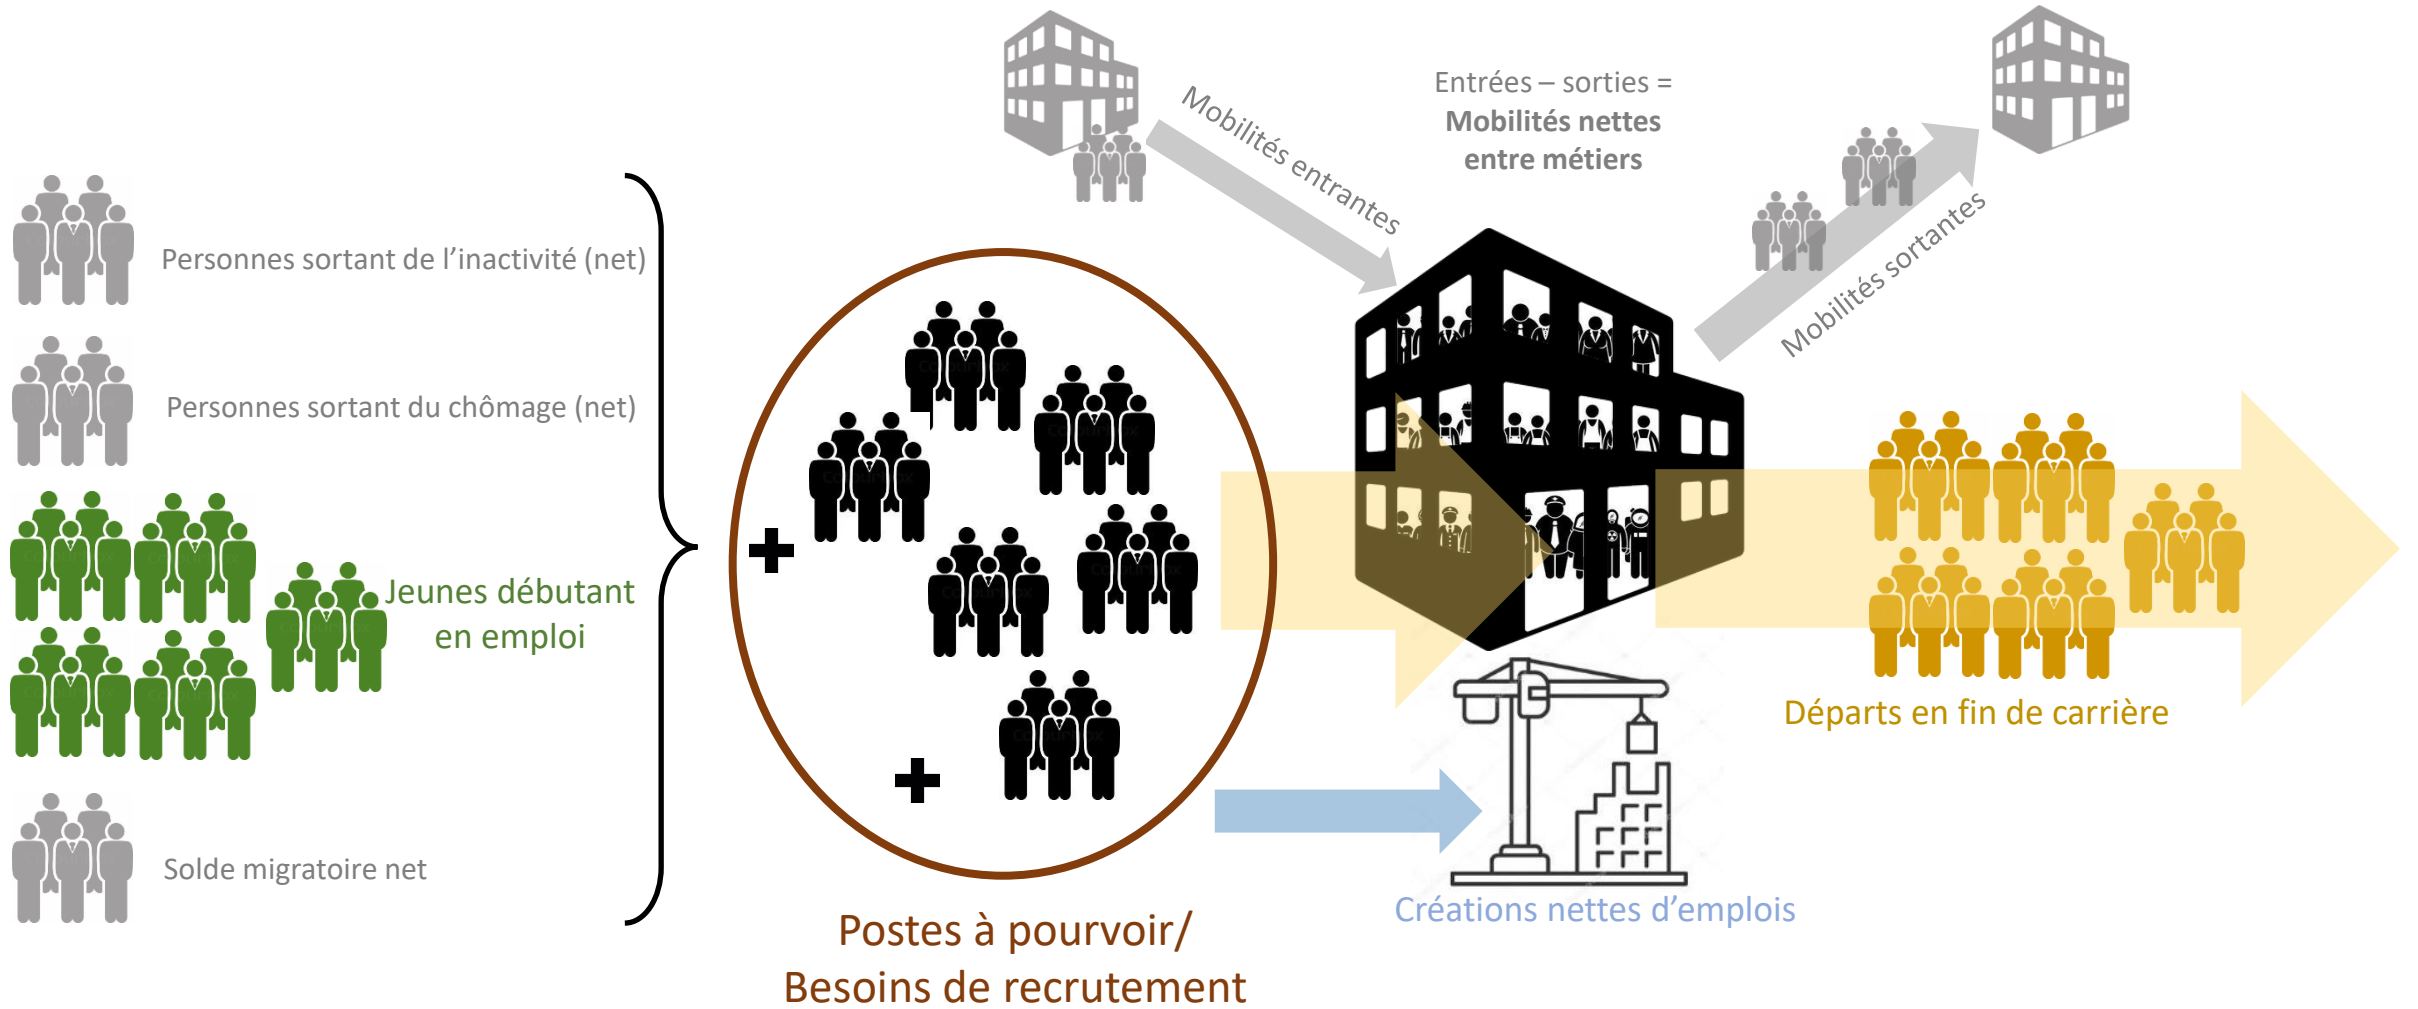 Entrées – sorties =
Mobilités nettes
entre métiers
Mobilités entrantes
Mobilités sortantes
Personnes sortant de l’inactivité (net)
Personnes sortant du chômage (net)
Jeunes débutant
en emploi
Solde migratoire net
Départs en fin de carrière
Créations nettes d’emplois
Postes à pourvoir/
Besoins de recrutement